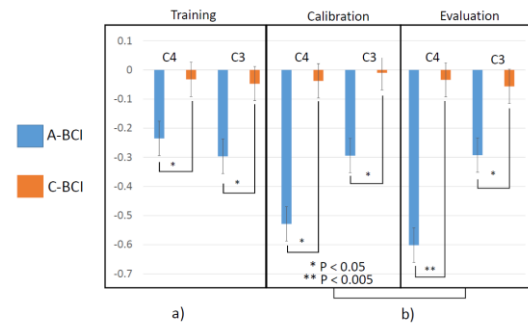 Training Calibration Evaluation
0.1
0
-0.1
-0.2
-0.3
-0.4
-0.5
-0.6
-0.7
C4 C3 C4 C3 C4 C3
A-BCI
C-BCI
* * * * ** *
* P < 0.05
** P < 0.005
a) b)